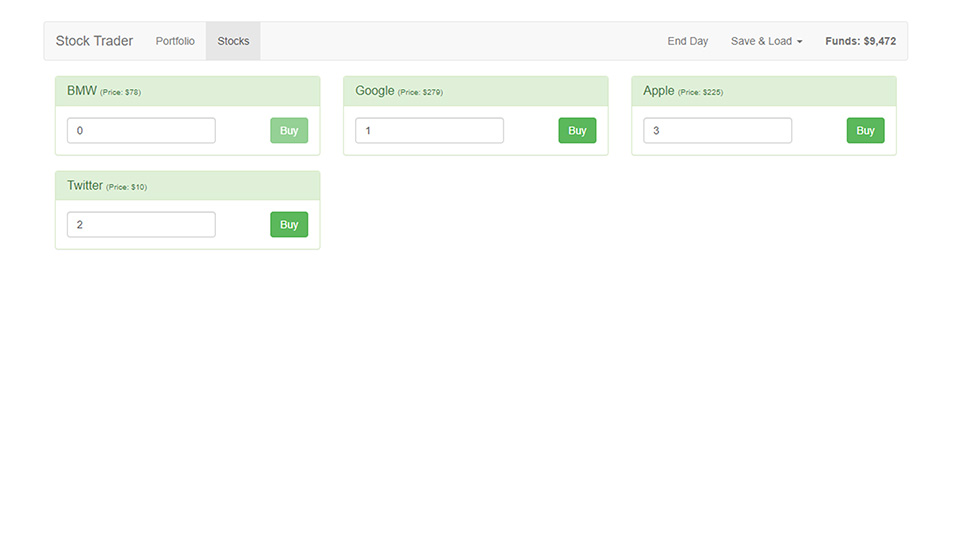 Stock Trader Portfolio Stocks End Day Save & Load Funds: $9,472
BMW (Price: $78) Google (Price: $279) Apple (Price: $225)
0 Buy 1 Buy 3 Buy
Twitter (Price: $10)
2 Buy